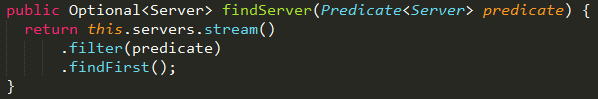 public Optional<Server> findServer(Predicate<Server> predicate) {
  return this.servers.stream()
      .filter(predicate)
      .findFirst();
}